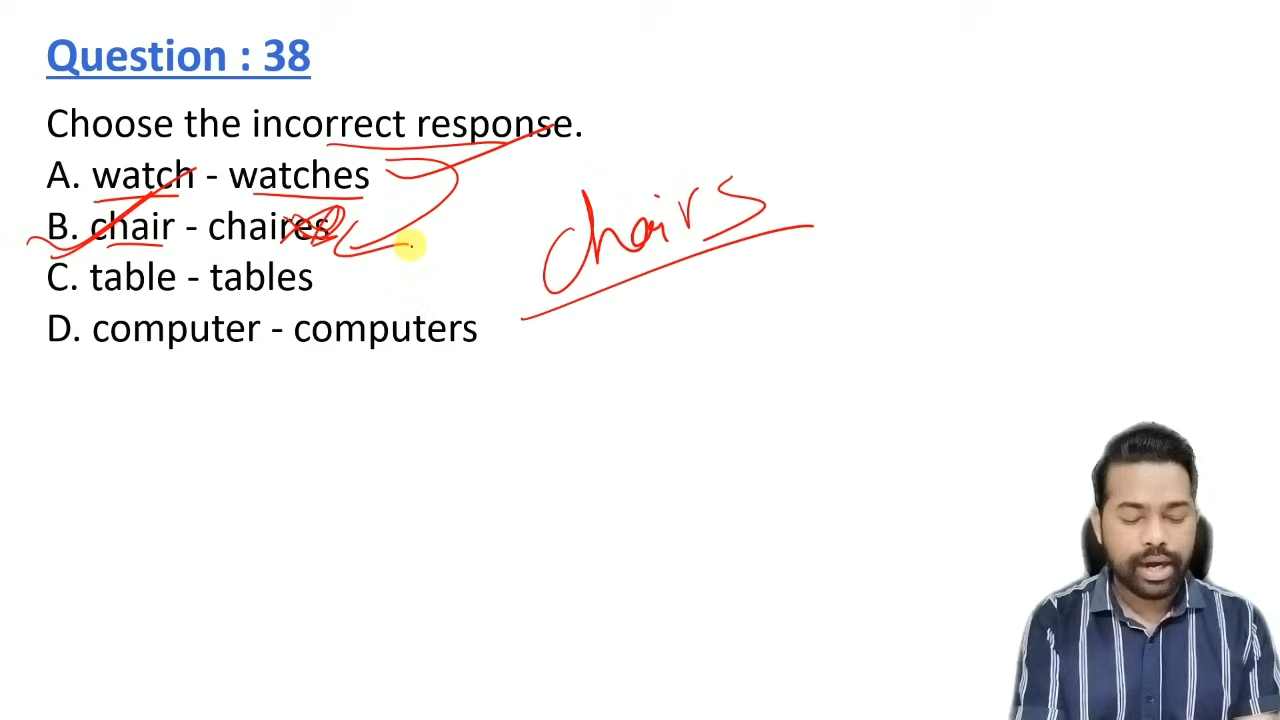 Question : 38
Choose the incorrect response.
A. watch - watches
B. chair - chaires
C. table - tables
D. computer - computers
chairs